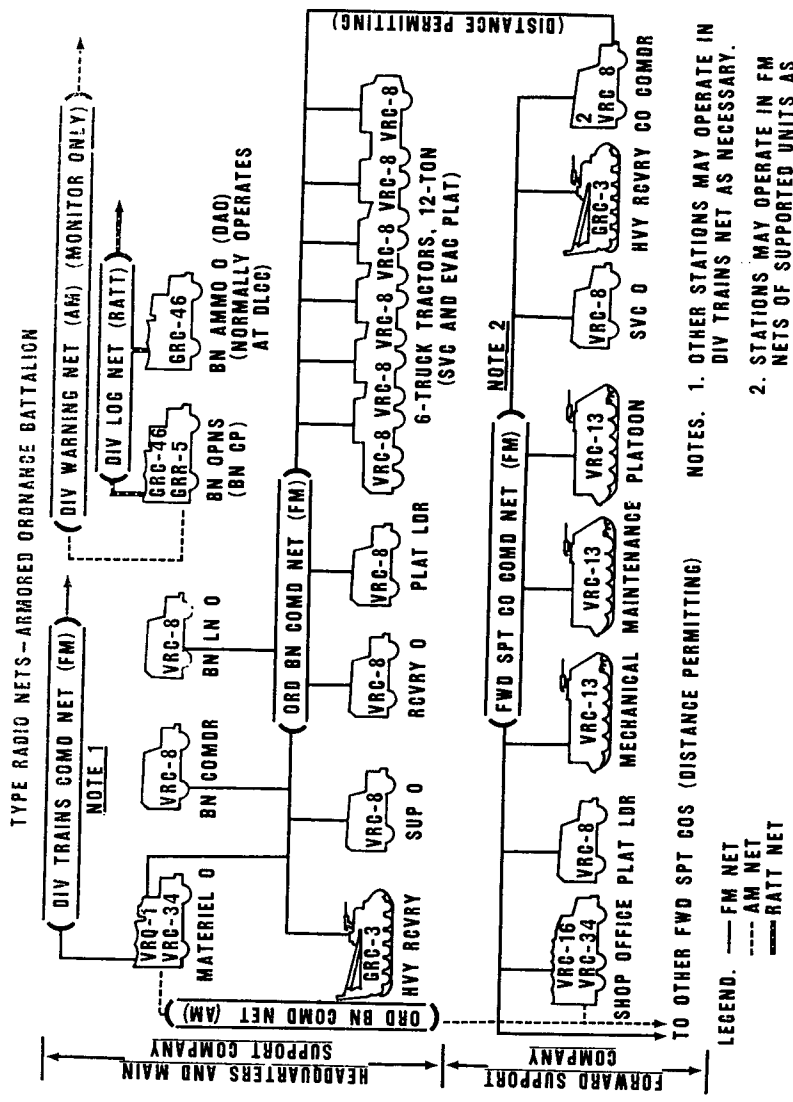 TYPE RADIO NETS-ARMORED ORDNANCE BATTALION
DIV TRAINS COMD NET (FM)
NOTE 1
DIV WARNING NET (AM) (MONITOR ONLY)
DIV LOG NET (RATT)
VRQ-1
VRC-34
MATERIEL O
VRC-8
BN COMDR
VRC-8
BN LN O
GRC-46
GRR-5
BN OPNS
(BN CP)
GRC-46
BN AMMO O (DAO)
(NORMALLY OPERATES
AT DLCC)
ORD BN COMD NET (AM)
ORD BN COMD NET (FM)
GRC-3
HVY RCVRY
VRC-8
SUP O
VRC-8
RCVRY O
VRC-8
PLAT LDR
VRC-8 VRC-8 VRC-8 VRC-8 VRC-8 VRC-8
6-TRUCK TRACTORS, 12-TON
(SVC AND EVAC PLAT)
(DISTANCE PERMITTING)
HEADQUARTERS AND MAIN
SUPPORT COMPANY
FWD SPT CO COMD NET (FM)
NOTE 2
VRC-16
VRC-34
SHOP OFFICE
VRC-8
PLAT LDR
VRC-13
VRC-13
VRC-13
MECHANICAL MAINTENANCE PLATOON
VRC-8
SVC O
GRC-3
HVY RCVRY
2
VRC 8
CO COMDR
FORWARD SUPPORT
COMPANY
TO OTHER FWD SPT COS (DISTANCE PERMITTING)
LEGEND. FM NET
AM NET
RATT NET
NOTES. 1. OTHER STATIONS MAY OPERATE IN
DIV TRAINS NET AS NECESSARY.
2. STATIONS MAY OPERATE IN FM
NETS OF SUPPORTED UNITS AS